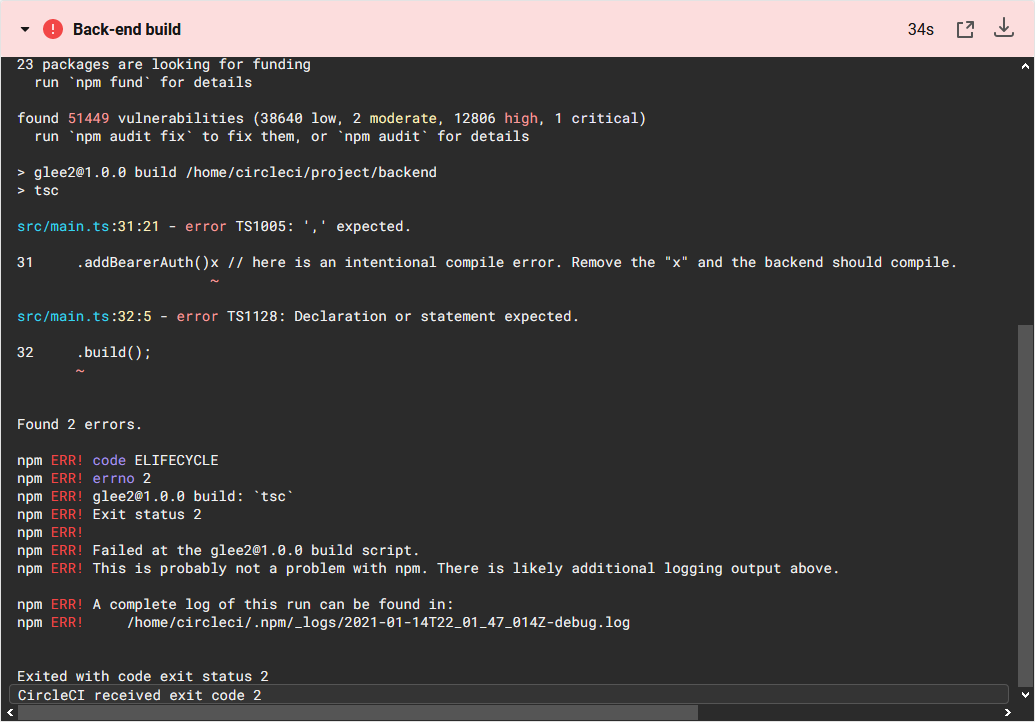 Back-end build
34s
23 packages are looking for funding
run `npm fund` for details
found 51449 vulnerabilities (38640 low, 2 moderate, 12806 high, 1 critical)
run `npm audit fix` to fix them, or `npm audit` for details
> glee2@1.0.0 build /home/circleci/project/backend
> tsc
src/main.ts:31:21 - error TS1005: ',' expected.
31     .addBearerAuth()x // here is an intentional compile error. Remove the "x" and the backend should compile.
~
src/main.ts:32:5 - error TS1128: Declaration or statement expected.
32     .build();
~
Found 2 errors.
npm ERR! code ELIFECYCLE
npm ERR! errno 2
npm ERR! glee2@1.0.0 build: `tsc`
npm ERR! Exit status 2
npm ERR!
npm ERR! Failed at the glee2@1.0.0 build script.
npm ERR! This is probably not a problem with npm. There is likely additional logging output above.
npm ERR! A complete log of this run can be found in:
npm ERR!     /home/circleci/.npm/_logs/2021-01-14T22_01_47_014Z-debug.log
Exited with code exit status 2
CircleCI received exit code 2